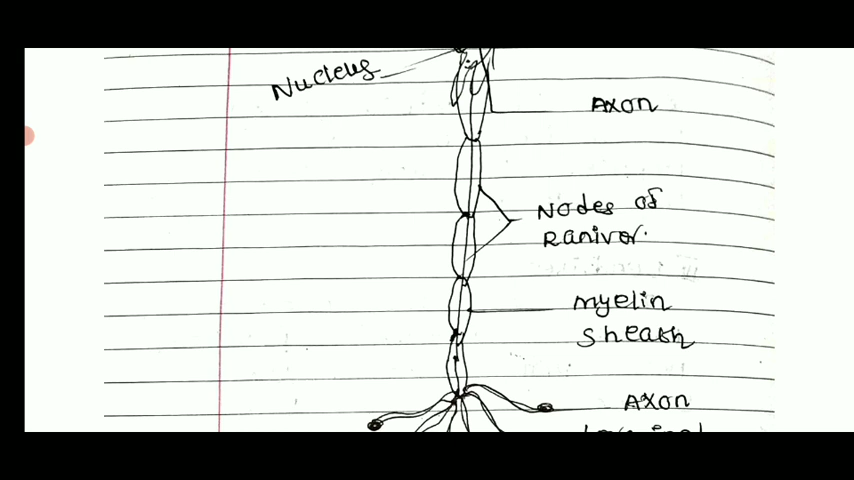 Nucleus
Axon
Nodes of
Ranivor.
Myelin
Sheath
Axon